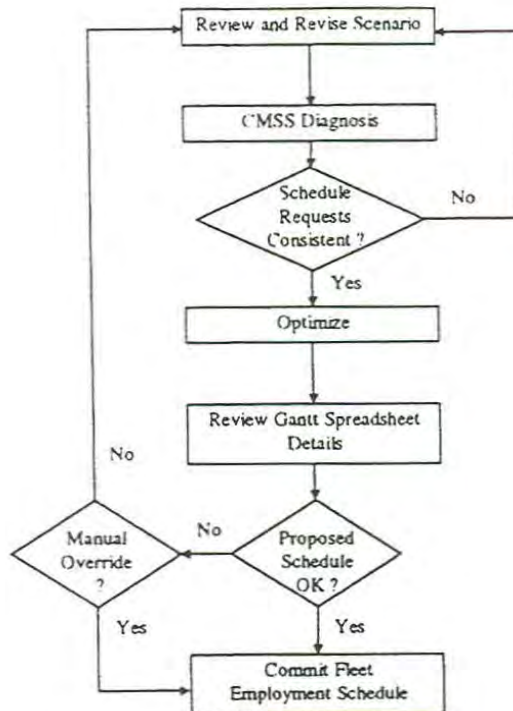 Review and Revise Scenario
CMSS Diagnosis
Schedule
Requests
Consistent ?
No
Yes
Optimize
Review Gantt Spreadsheet
Details
No
No
Manual
Override
?
Proposed
Schedule
OK ?
Yes
Yes
Commit Fleet
Employment Schedule